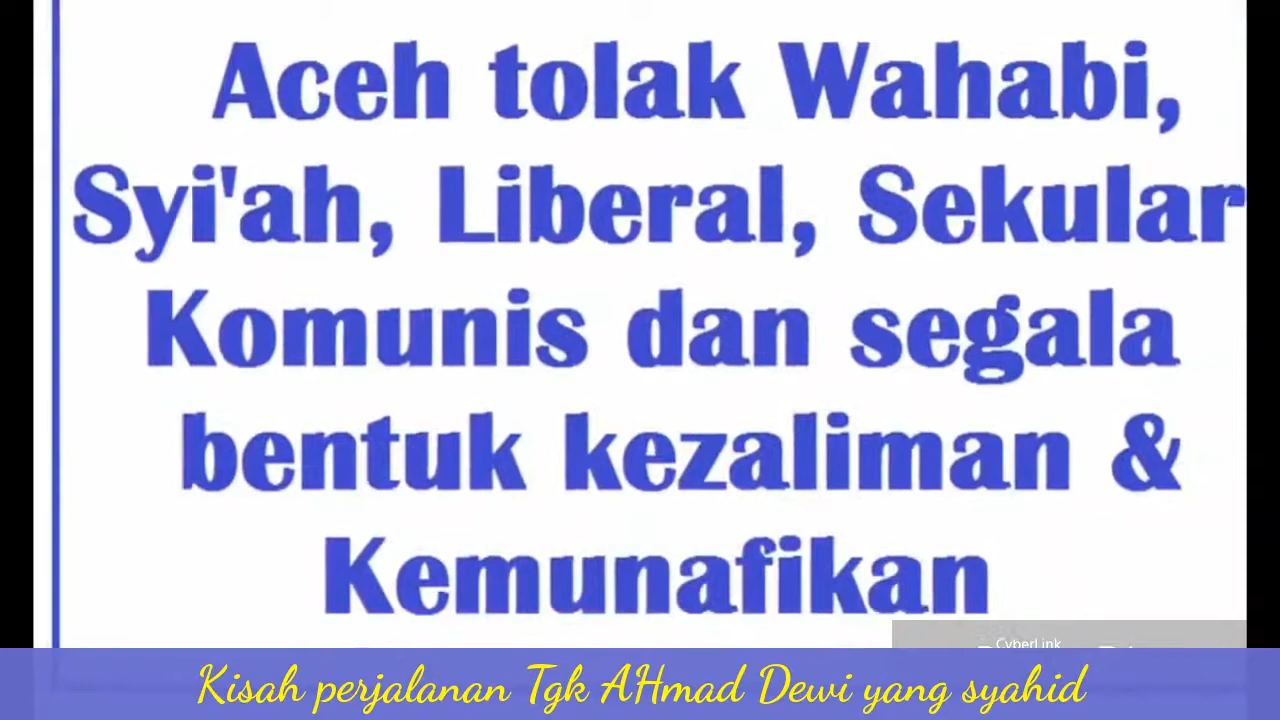 Aceh tolak Wahabi,
Syi'ah, Liberal, Sekular
Komunis dan segala
bentuk kezaliman &
Kemunafikan
CyberLink
Kisah perjalanan Tgk AHmad Dewi yang syahid